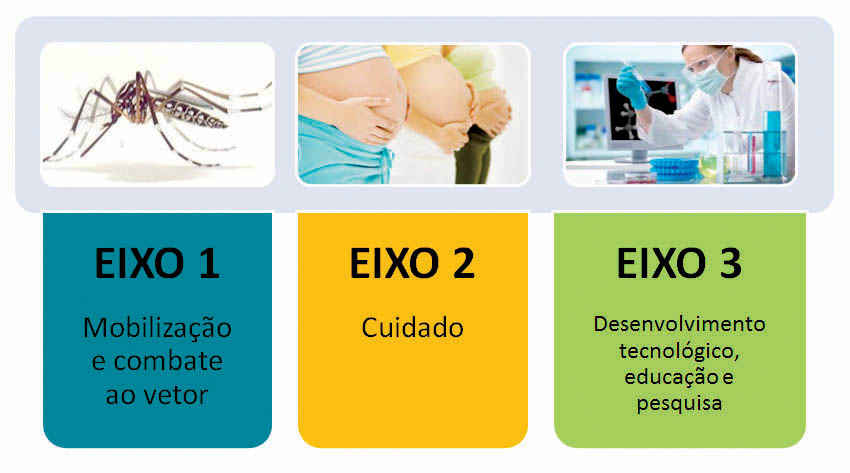 EIXO 1
Mobilização
e combate
ao vetor
EIXO 2
Cuidado
EIXO 3
Desenvolvimento
tecnológico,
educação e
pesquisa